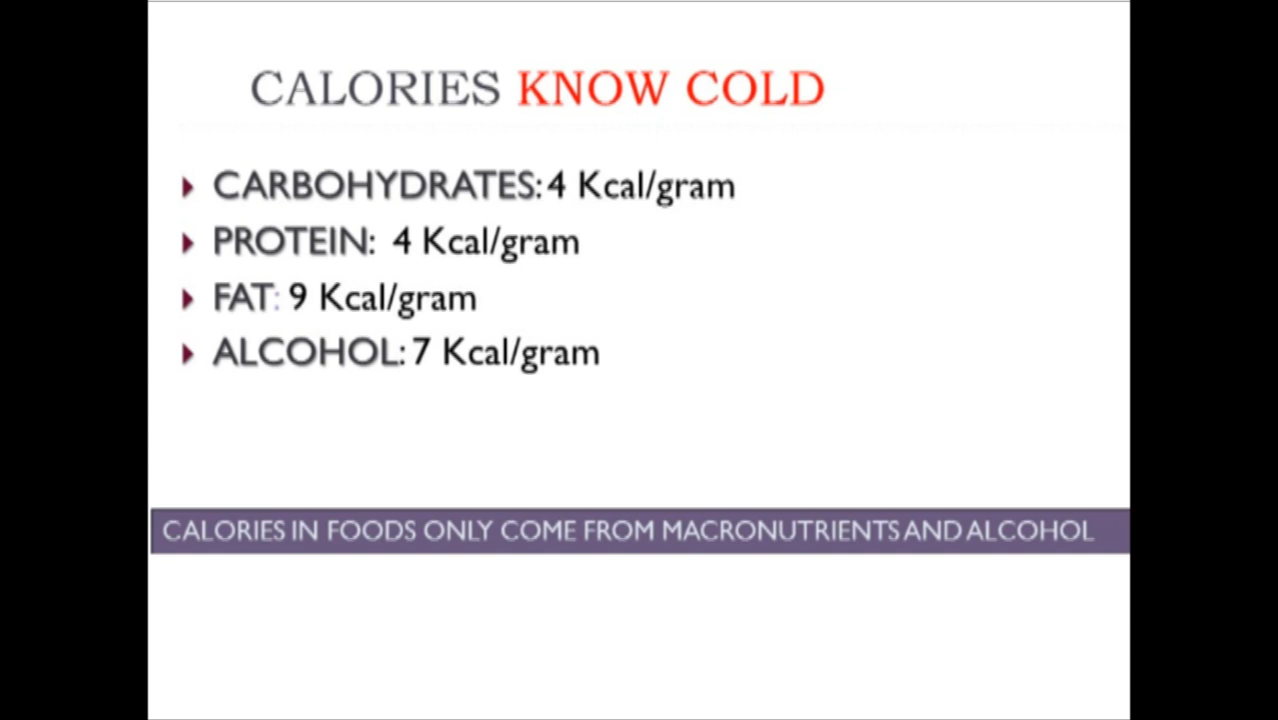 CALORIES KNOW COLD
CARBOHYDRATES: 4 Kcal/gram
PROTEIN: 4 Kcal/gram
FAT: 9 Kcal/gram
ALCOHOL: 7 Kcal/gram
CALORIES IN FOODS ONLY COME FROM MACRONUTRIENTS AND ALCOHOL